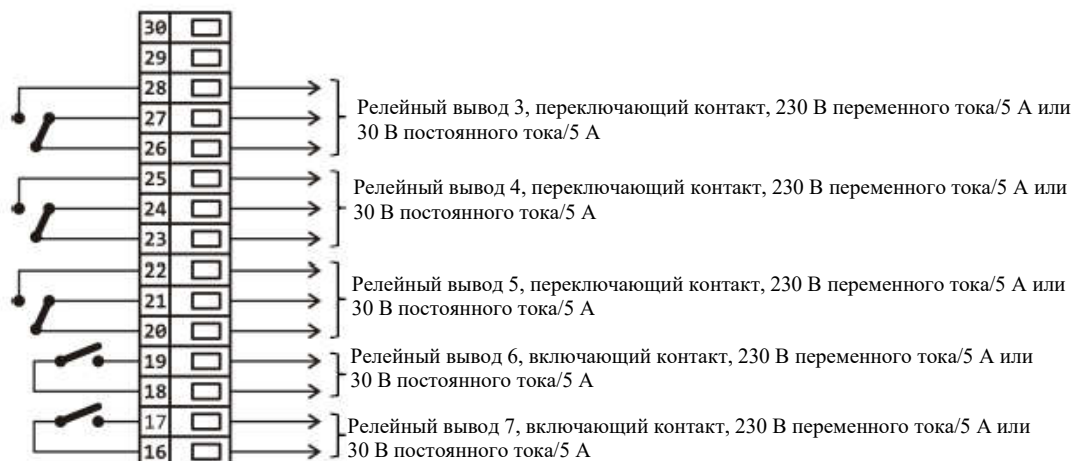 30
29
28
27
26
25
24
23
22
21
20
19
18
17
16
Релейный вывод 3, переключающий контакт, 230 В переменного тока/5 А или
30 В постоянного тока/5 А
Релейный вывод 4, переключающий контакт, 230 В переменного тока/5 А или
30 В постоянного тока/5 А
Релейный вывод 5, переключающий контакт, 230 В переменного тока/5 А или
30 В постоянного тока/5 А
Релейный вывод 6, включающий контакт, 230 В переменного тока/5 А или
30 В постоянного тока/5 А
Релейный вывод 7, включающий контакт, 230 В переменного тока/5 А или
30 В постоянного тока/5 А